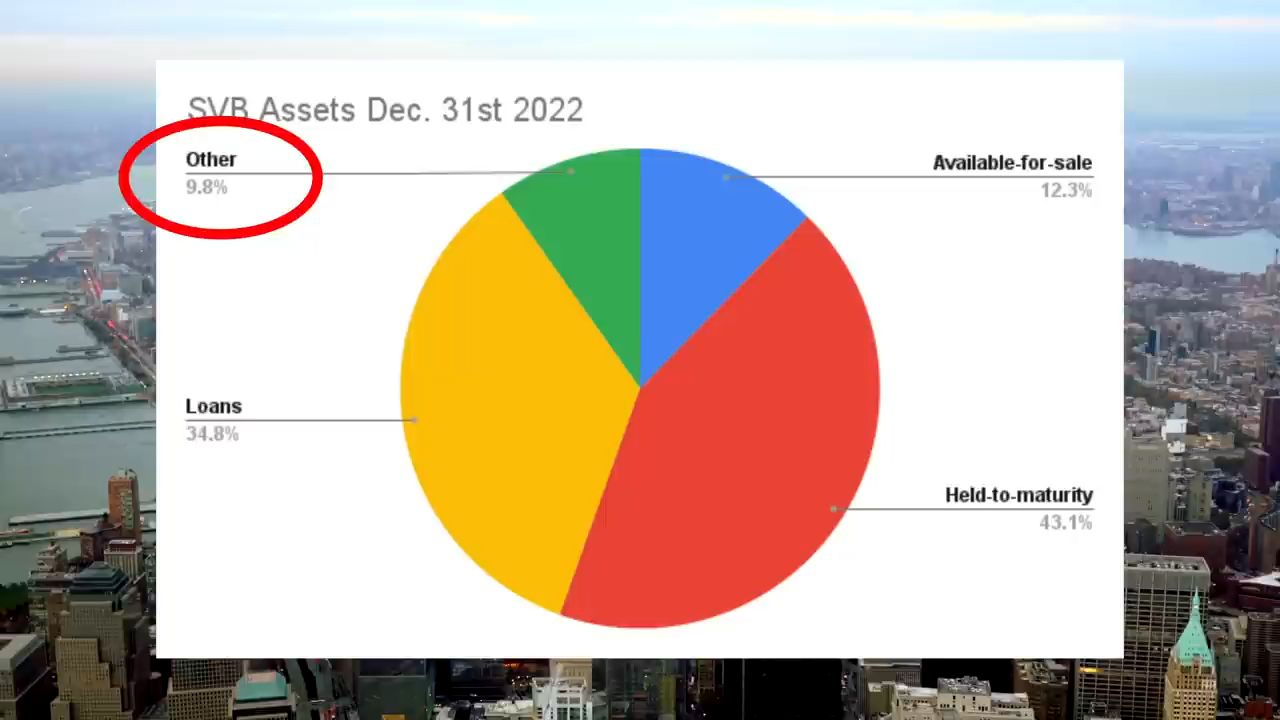 SVB Assets Dec. 31st 2022
Other
9.8%
Available-for-sale
12.3%
Loans
34.8%
Held-to-maturity
43.1%